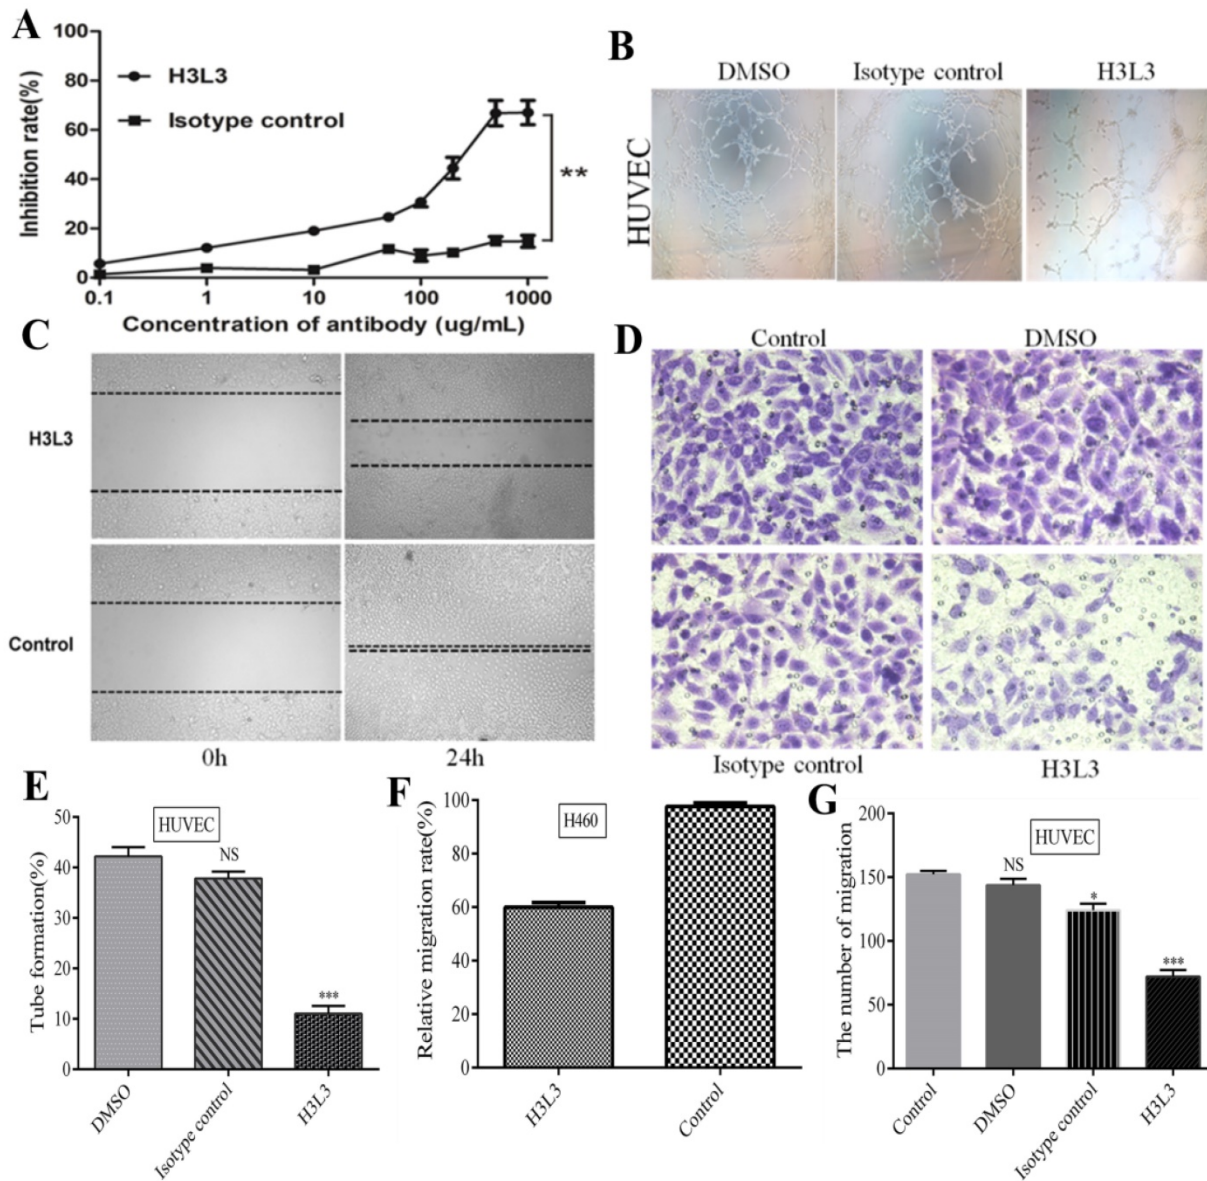 A
100
80
60
40
20
0
Inhibition rate(%)
H3L3
Isotype control
**
0.1 1 10 100 1000
Concentration of antibody (ug/mL)
B
DMSO Isotype control H3L3
HUVEC
C
H3L3
Control
0h 24h
D
Control DMSO
Isotype control H3L3
E
50
40
30
20
10
0
Tube formation(%)
HUVEC
NS
***
DMSO
Isotype control
H3L3
F
100
80
60
40
20
0
Relative migration rate(%)
H460
H3L3
Control
G
200
150
100
50
0
The number of migration
HUVEC
NS
*
***
Control
DMSO
Isotype control
H3L3